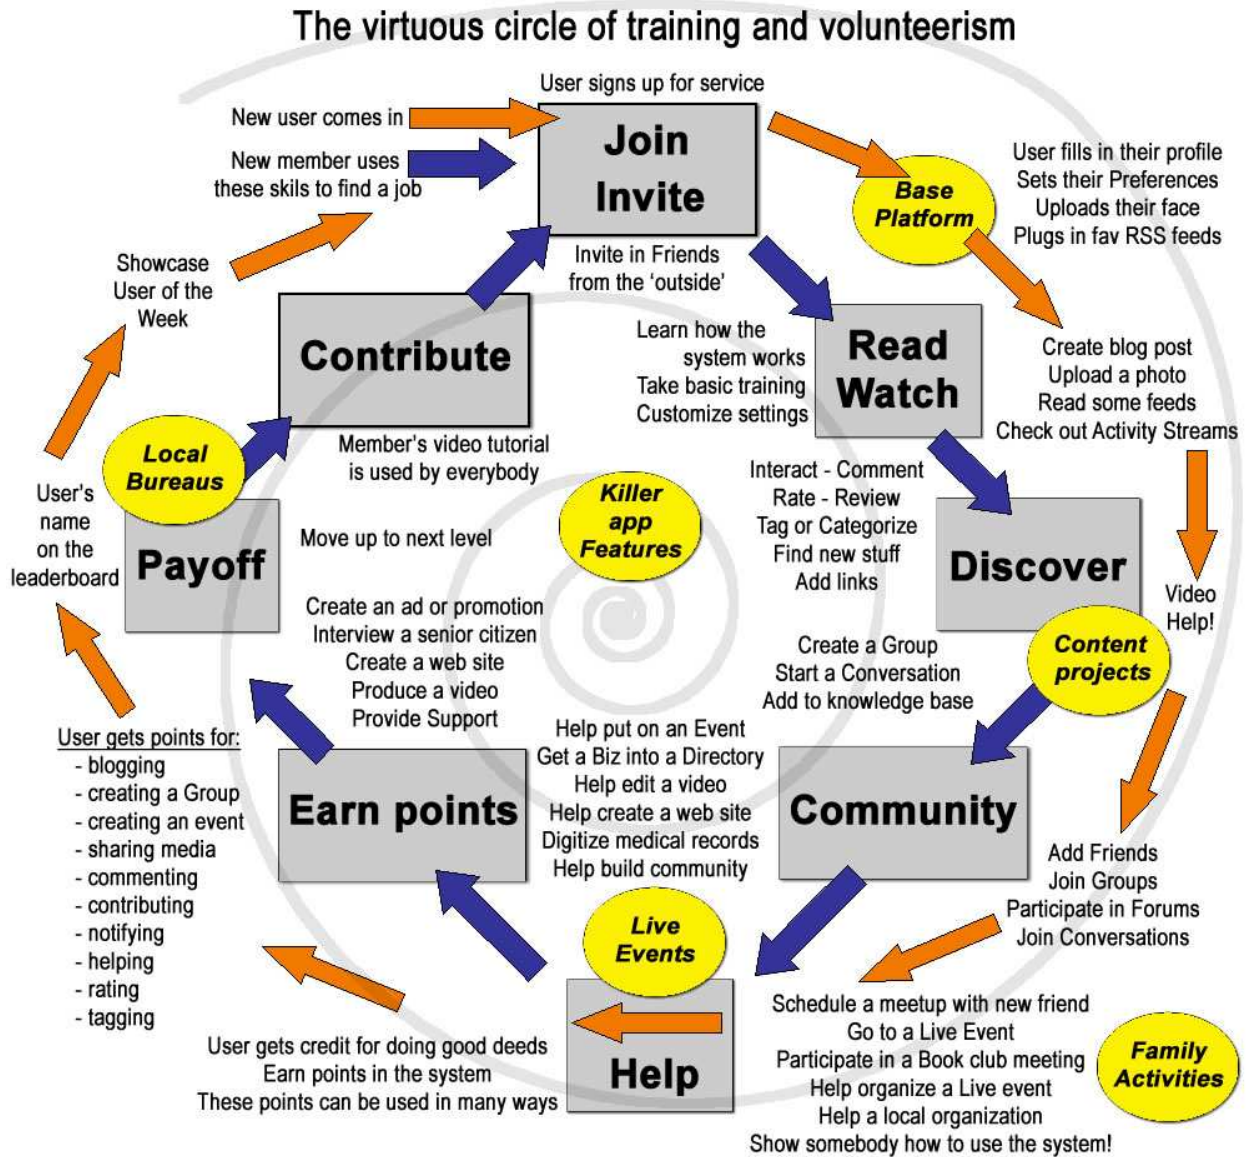 The virtuous circle of training and volunteerism
User signs up for service
New user comes in
New member uses
these skils to find a job
Join
Invite
Invite in Friends
from the ‘outside’
Base
Platform
User fills in their profile
Sets their Preferences
Uploads their face
Plugs in fav RSS feeds
Showcase
User of the
Week
Contribute
Member's video tutorial
is used by everybody
Learn how the
system works
Take basic training
Customize settings
Read
Watch
Create blog post
Upload a photo
Read some feeds
Check out Activity Streams
Local
Bureaus
User's
name
on the
leaderboard
Payoff
Move up to next level
Killer
app
Features
Interact - Comment
Rate - Review
Tag or Categorize
Find new stuff
Add links
Discover
Video
Help!
Content
projects
Create an ad or promotion
Interview a senior citizen
Create a web site
Produce a video
Provide Support
Create a Group
Start a Conversation
Add to knowledge base
User gets points for:
- blogging
- creating a Group
- creating an event
- sharing media
- commenting
- contributing
- notifying
- helping
- rating
- tagging
Earn points
Help put on an Event
Get a Biz into a Directory
Help edit a video
Help create a web site
Digitize medical records
Help build community
Community
Add Friends
Join Groups
Participate in Forums
Join Conversations
Live
Events
Help
User gets credit for doing good deeds
Earn points in the system
These points can be used in many ways
Schedule a meetup with new friend
Go to a Live Event
Participate in a Book club meeting
Help organize a Live event
Help a local organization
Show somebody how to use the system!
Family
Activities